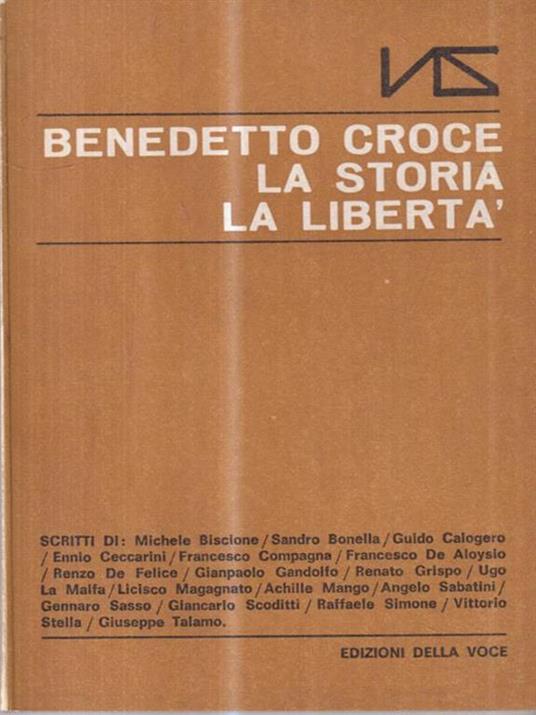 BENEDETTO CROCE
LA STORIA
LA LIBERTA'
SCRITTI DI: Michele Biscione / Sandro Bonella / Guido Calogero
/ Ennio Ceccarini / Francesco Compagna / Francesco De Aloysio
/ Renzo De Felice / Gianpaolo Gandolfo / Renato Grispo / Ugo
La Malfa / Licisco Magagnato / Achille Mango / Angelo Sabatini /
Gennaro Sasso / Giancarlo Scoditti / Raffaele Simone / Vittorio
Stella / Giuseppe Talamo.
EDIZIONI DELLA VOCE